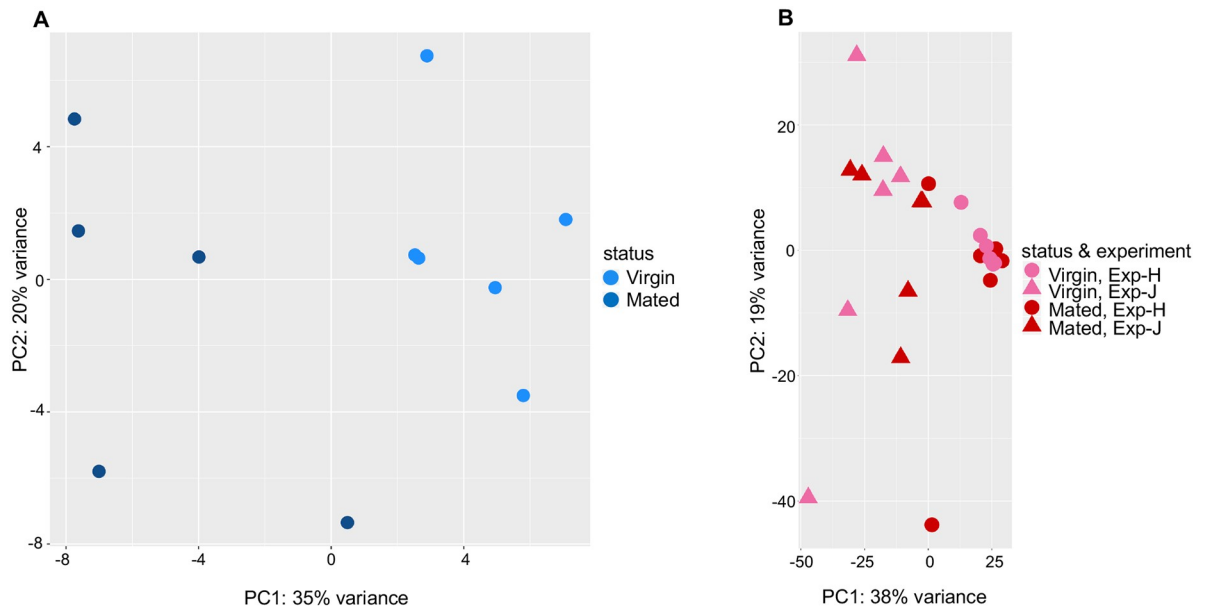 A
PC2: 20% variance
4
0
-4
-8
-8
-4
0
4
PC1: 35% variance
status
Virgin
Mated
B
PC2: 19% variance
20
0
-20
-40
-50
-25
0
25
PC1: 38% variance
status & experiment
Virgin, Exp-H
Virgin, Exp-J
Mated, Exp-H
Mated, Exp-J